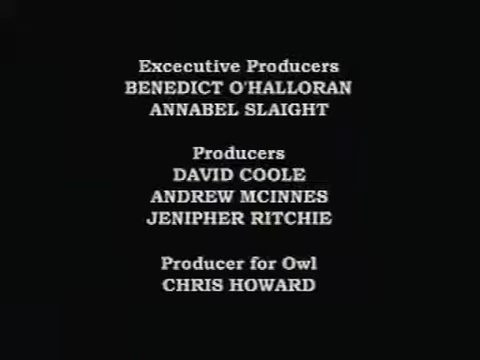 Excecutive Producers
BENEDICT O'HALLORAN
ANNABEL SLAIGHT
Producers
DAVID COOLE
ANDREW MCINNES
JENIPHER RITCHIE
Producer for Owl
CHRIS HOWARD